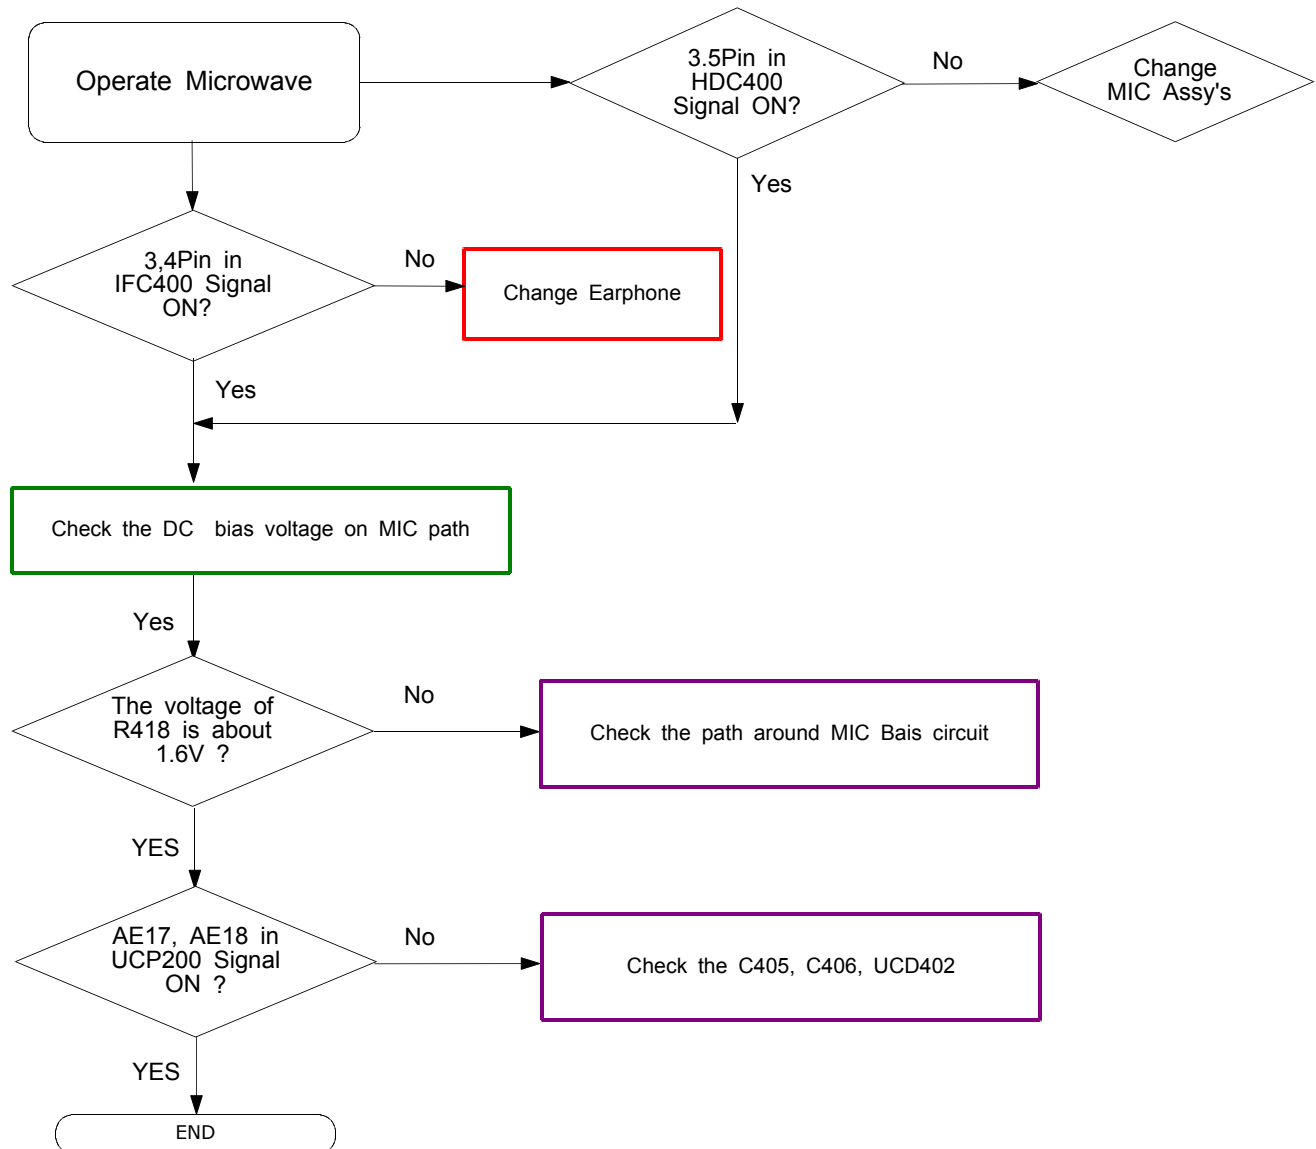 Operate Microwave
3.5Pin in
HDC400
Signal ON?
No
Change
MIC Assy's
Yes
3,4Pin in
IFC400 Signal
ON?
No
Change Earphone
Yes
Check the DC bias voltage on MIC path
Yes
The voltage of
R418 is about
1.6V ?
No
Check the path around MIC Bais circuit
YES
AE17, AE18 in
UCP200 Signal
ON ?
No
Check the C405, C406, UCD402
YES
END